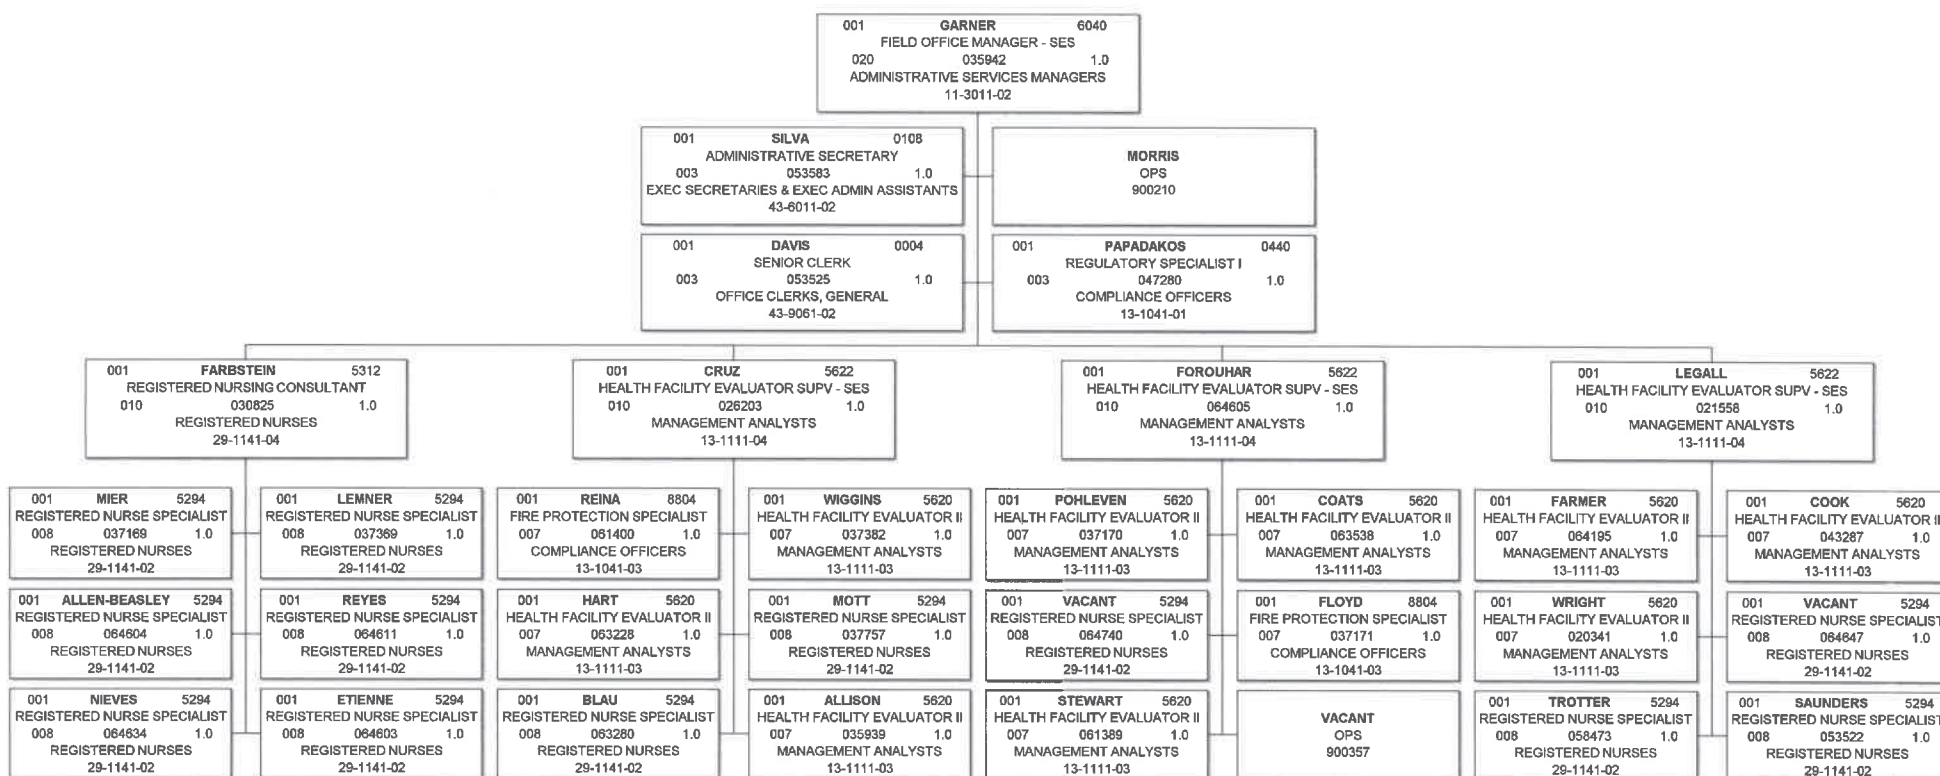 001 GARNER 6040
FIELD OFFICE MANAGER - SES
020 035942 1.0
ADMINISTRATIVE SERVICES MANAGERS
11-3011-02
001 SILVA 0108
ADMINISTRATIVE SECRETARY
003 053583 1.0
EXEC SECRETARIES & EXEC ADMIN ASSISTANTS
43-6011-02
MORRIS
OPS
900210
001 DAVIS 0004
SENIOR CLERK
003 053525 1.0
OFFICE CLERKS, GENERAL
43-9061-02
001 PAPADAKOS 0440
REGULATORY SPECIALIST I
003 047280 1.0
COMPLIANCE OFFICERS
13-1041-01
001 FARBSTEIN 5312
REGISTERED NURSING CONSULTANT
010 030825 1.0
REGISTERED NURSES
29-1141-04
001 CRUZ 5622
HEALTH FACILITY EVALUATOR SUPV - SES
010 026203 1.0
MANAGEMENT ANALYSTS
13-1111-04
001 FOROUHAR 5622
HEALTH FACILITY EVALUATOR SUPV - SES
010 064605 1.0
MANAGEMENT ANALYSTS
13-1111-04
001 LEGALL 5622
HEALTH FACILITY EVALUATOR SUPV - SES
010 021558 1.0
MANAGEMENT ANALYSTS
13-1111-04
001 MIER 5294
REGISTERED NURSE SPECIALIST
008 037169 1.0
REGISTERED NURSES
29-1141-02
001 LEMNER 5294
REGISTERED NURSE SPECIALIST
008 037369 1.0
REGISTERED NURSES
29-1141-02
001 REINA 8804
FIRE PROTECTION SPECIALIST
007 061400 1.0
COMPLIANCE OFFICERS
13-1041-03
001 WIGGINS 5620
HEALTH FACILITY EVALUATOR II
007 037382 1.0
MANAGEMENT ANALYSTS
13-1111-03
001 POHLEVEN 5620
HEALTH FACILITY EVALUATOR II
007 037170 1.0
MANAGEMENT ANALYSTS
13-1111-03
001 COATS 5620
HEALTH FACILITY EVALUATOR II
007 063538 1.0
MANAGEMENT ANALYSTS
13-1111-03
001 FARMER 5620
HEALTH FACILITY EVALUATOR II
007 064195 1.0
MANAGEMENT ANALYSTS
13-1111-03
001 COOK 5620
HEALTH FACILITY EVALUATOR II
007 043287 1.0
MANAGEMENT ANALYSTS
13-1111-03
001 ALLEN-BEASLEY 5294
REGISTERED NURSE SPECIALIST
008 064604 1.0
REGISTERED NURSES
29-1141-02
001 REYES 5294
REGISTERED NURSE SPECIALIST
008 064611 1.0
REGISTERED NURSES
29-1141-02
001 HART 5620
HEALTH FACILITY EVALUATOR II
007 063228 1.0
MANAGEMENT ANALYSTS
13-1111-03
001 MOTT 5294
REGISTERED NURSE SPECIALIST
008 037757 1.0
REGISTERED NURSES
29-1141-02
001 VACANT 5294
REGISTERED NURSE SPECIALIST
008 064740 1.0
REGISTERED NURSES
29-1141-02
001 FLOYD 8804
FIRE PROTECTION SPECIALIST
007 037171 1.0
COMPLIANCE OFFICERS
13-1041-03
001 WRIGHT 5620
HEALTH FACILITY EVALUATOR II
007 020341 1.0
MANAGEMENT ANALYSTS
13-1111-03
001 VACANT 5294
REGISTERED NURSE SPECIALIST
008 064647 1.0
REGISTERED NURSES
29-1141-02
001 NIEVES 5294
REGISTERED NURSE SPECIALIST
008 064634 1.0
REGISTERED NURSES
29-1141-02
001 ETIENNE 5294
REGISTERED NURSE SPECIALIST
008 064603 1.0
REGISTERED NURSES
29-1141-02
001 BLAU 5294
REGISTERED NURSE SPECIALIST
008 063280 1.0
REGISTERED NURSES
29-1141-02
001 ALLISON 5620
HEALTH FACILITY EVALUATOR II
007 035939 1.0
MANAGEMENT ANALYSTS
13-1111-03
001 STEWART 5620
HEALTH FACILITY EVALUATOR II
007 061389 1.0
MANAGEMENT ANALYSTS
13-1111-03
VACANT
OPS
900357
001 TROTTER 5294
REGISTERED NURSE SPECIALIST
008 058473 1.0
REGISTERED NURSES
29-1141-02
001 SAUNDERS 5294
REGISTERED NURSE SPECIALIST
008 053522 1.0
REGISTERED NURSES
29-1141-02